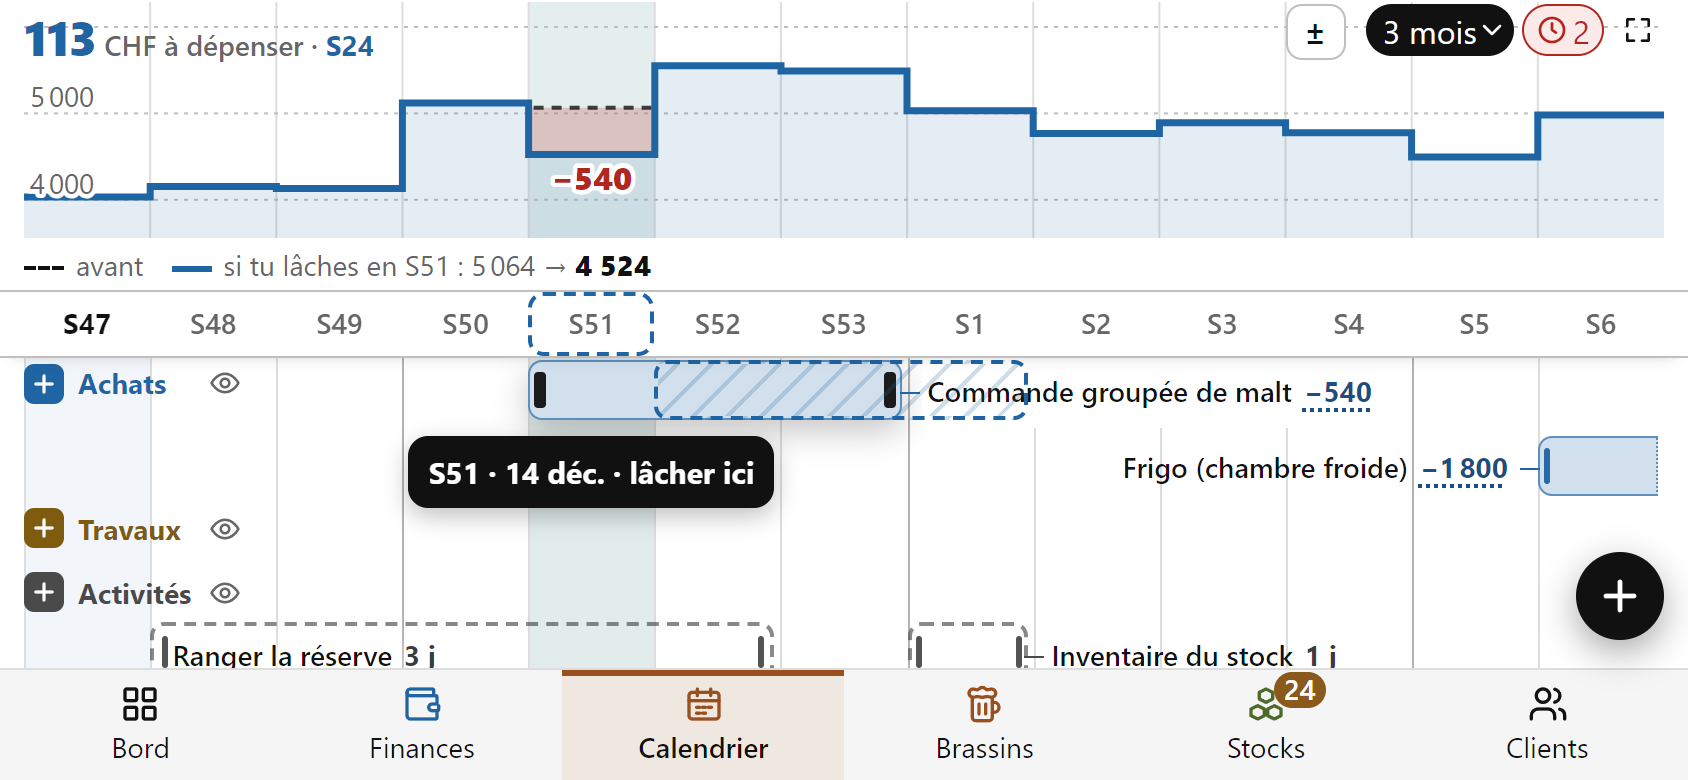 113 CHF à dépenser · S24
±
3 mois
2
5 000
4 000
−540
avant
si tu lâches en S51 : 5 064 → 4 524
S47 S48 S49 S50 S51 S52 S53 S1 S2 S3 S4 S5 S6
Achats
Commande groupée de malt −540
S51 · 14 déc. · lâcher ici
Frigo (chambre froide) −1 800
Travaux
Activités
Ranger la réserve 3 j
Inventaire du stock 1 j
24
Bord Finances Calendrier Brassins Stocks Clients